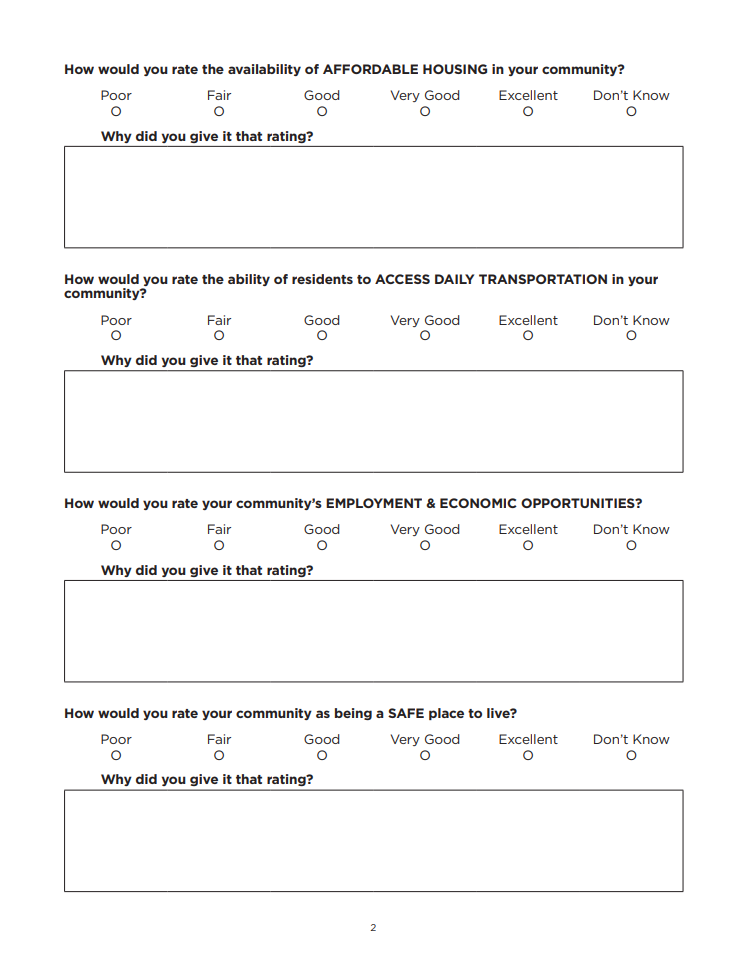 How would you rate the availability of AFFORDABLE HOUSING in your community?
Poor Fair Good Very Good Excellent Don't Know
O O O O O O
Why did you give it that rating?
How would you rate the ability of residents to ACCESS DAILY TRANSPORTATION in your
community?
Poor Fair Good Very Good Excellent Don't Know
O O O O O O
Why did you give it that rating?
How would you rate your community's EMPLOYMENT & ECONOMIC OPPORTUNITIES?
Poor Fair Good Very Good Excellent Don't Know
O O O O O O
Why did you give it that rating?
How would you rate your community as being a SAFE place to live?
Poor Fair Good Very Good Excellent Don't Know
O O O O O O
Why did you give it that rating?
2